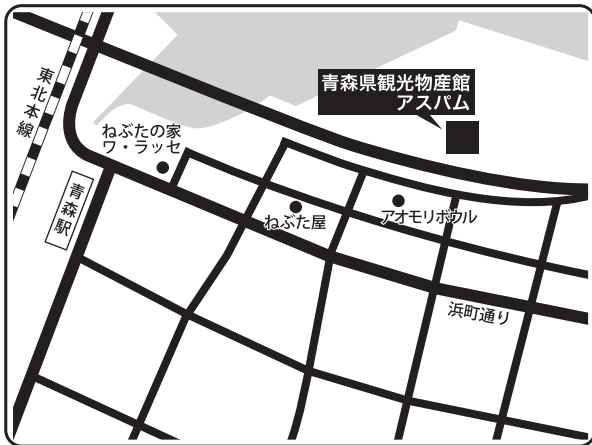 青森県観光物産館
アスパム
東北本線
ねぶたの家
ワ・ラッセ
青森駅
ねぶた屋
アオモリボウル
浜町通り